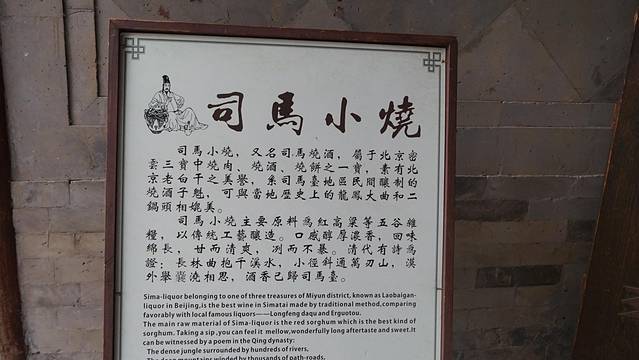 司馬小燒
司馬小燒，又名司馬燒酒，屬于北京密
雲三寶中燒肉、燒酒、燒餅之一寶，素有北
京老白干之美譽，系司馬臺地區民間釀制的
燒酒子魁，可與當地歷史上的龍鳳大曲和二
鍋頭相媲美。
司馬小燒主要原料爲紅高粱等五谷雜
糧，以傳統工藝釀造。口感醇厚濃香，回味
綿長，甘而清爽，冽而不暴。清代有詩爲
證：長林曲抱千溪水，小徑斜通萬刃山，漠
外舉澆相思，酒香已歸司馬臺。
Sima-liquor belonging to one of three treasures of Miyun district, known as Laobaigan-
liquor in Beijing,is the best wine in Simatai made by traditional method,comparing
favorably with local famous liquors——Longfeng daqu and Erguotou.
The main raw material of Sima-liquor is the red sorghum which is the best kind of
sorghum. Taking a sip ,you can feel it mellow,wonderfully long aftertaste and sweet.It
can be witnessed by a poem in the Qing dynasty:
The dense jungle surrounded by hundreds of rivers,
The deep mountains winded by thousands of path-roads,